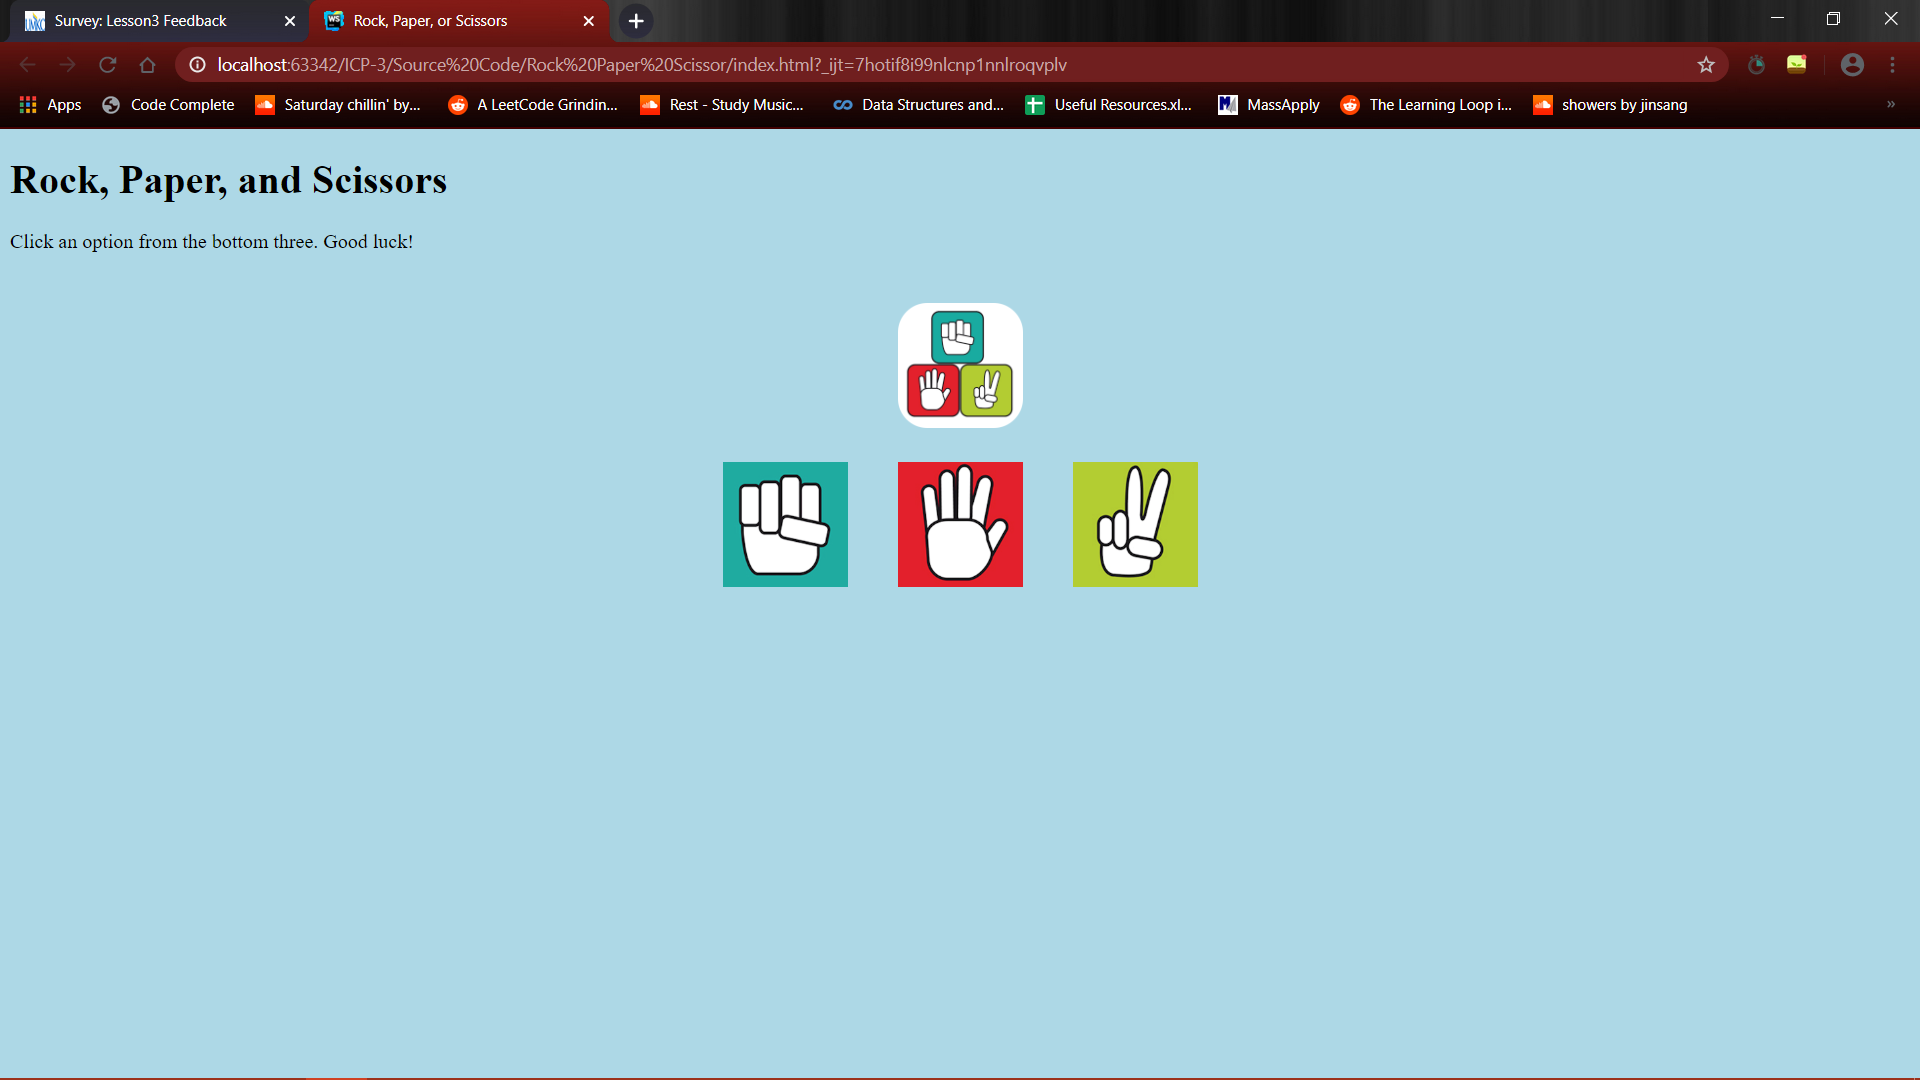 Survey: Lesson3 Feedback
Rock, Paper, or Scissors
localhost:63342/ICP-3/Source%20Code/Rock%20Paper%20Scissor/index.html?_ijt=7hotif8i99nlcnp1nnlroqvplv
Apps
Code Complete
Saturday chillin' by...
A LeetCode Grindin...
Rest - Study Music...
Data Structures and...
Useful Resources.xl...
MassApply
The Learning Loop i...
showers by jinsang
Rock, Paper, and Scissors
Click an option from the bottom three. Good luck!